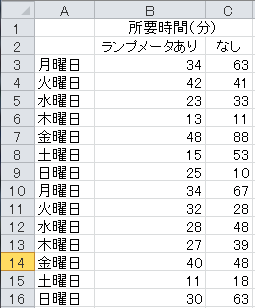 A B C
1 所要時間(分)
2 ランプメータあり なし
3 月曜日 34 63
4 火曜日 42 41
5 水曜日 23 33
6 木曜日 13 11
7 金曜日 48 88
8 土曜日 15 53
9 日曜日 25 10
10 月曜日 34 67
11 火曜日 32 28
12 水曜日 28 48
13 木曜日 27 39
14 金曜日 40 48
15 土曜日 11 18
16 日曜日 30 63